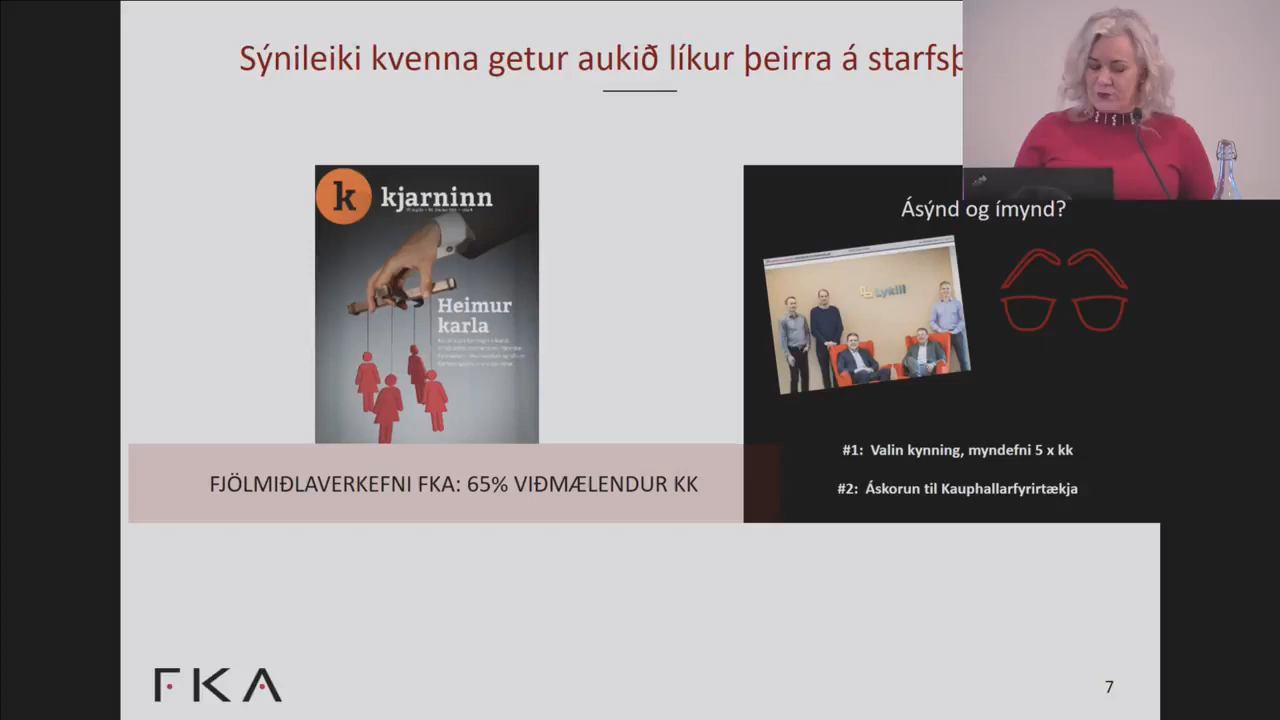 Sýnileiki kvenna getur aukið líkur þeirra á starfsþ
k kjarninn
Heimur
karla
Lykill
Ásýnd og ímynd?
#1: Valin kynning, myndefni 5 x kk
#2: Áskorun til Kauphallarfyrirtækja
FJÖLMIÐLAVERKEFNI FKA: 65% VIÐMÆLENDUR KK
FKA
7